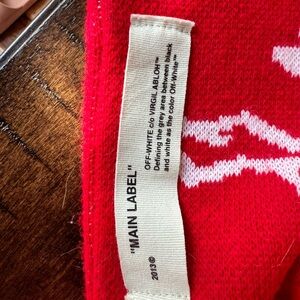 "MAIN LABEL"
OFF-WHITE c/o VIRGIL ABLOH™
Defining the grey area between black
and white as the color Off-White™
2013©